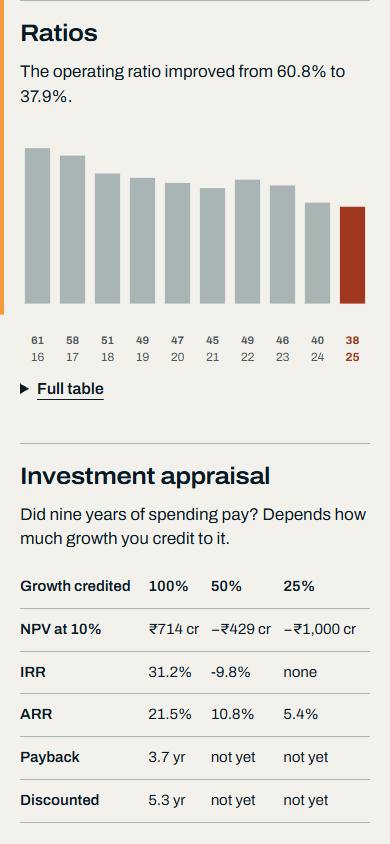 Ratios
The operating ratio improved from 60.8% to
37.9%.
61 58 51 49 47 45 49 46 40 38
16 17 18 19 20 21 22 23 24 25
▶ Full table
Investment appraisal
Did nine years of spending pay? Depends how
much growth you credit to it.
Growth credited 100% 50% 25%
NPV at 10% ₹714 cr −₹429 cr −₹1,000 cr
IRR 31.2% -9.8% none
ARR 21.5% 10.8% 5.4%
Payback 3.7 yr not yet not yet
Discounted 5.3 yr not yet not yet